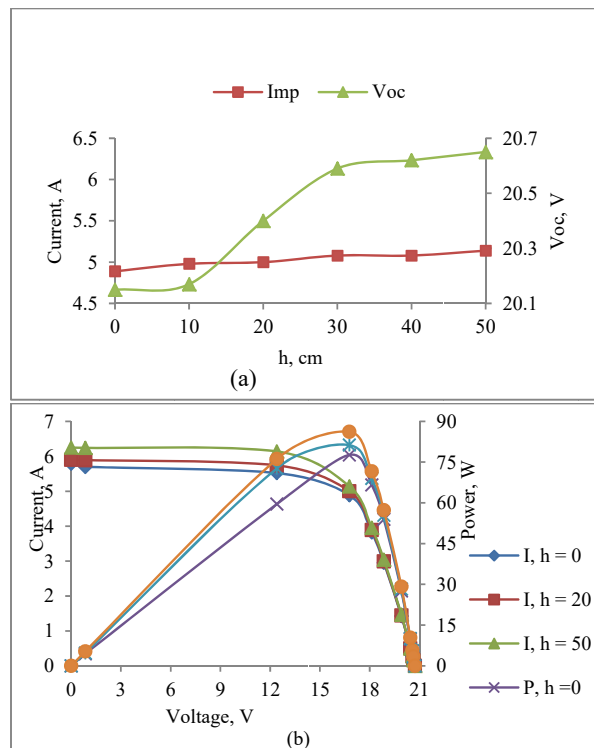 Imp Voc
6.5 20.7
6 20.5
5.5
5 20.3
4.5 20.1
Current, A
Voc, V
0 10 20 30 40 50
h, cm
(a)
7 90
6 75
5 60
4 45
3
2 30
1 15
0 0
Current, A
Power, W
0 3 6 9 12 15 18 21
Voltage, V
I, h = 0
I, h = 20
I, h = 50
P, h =0
(b)